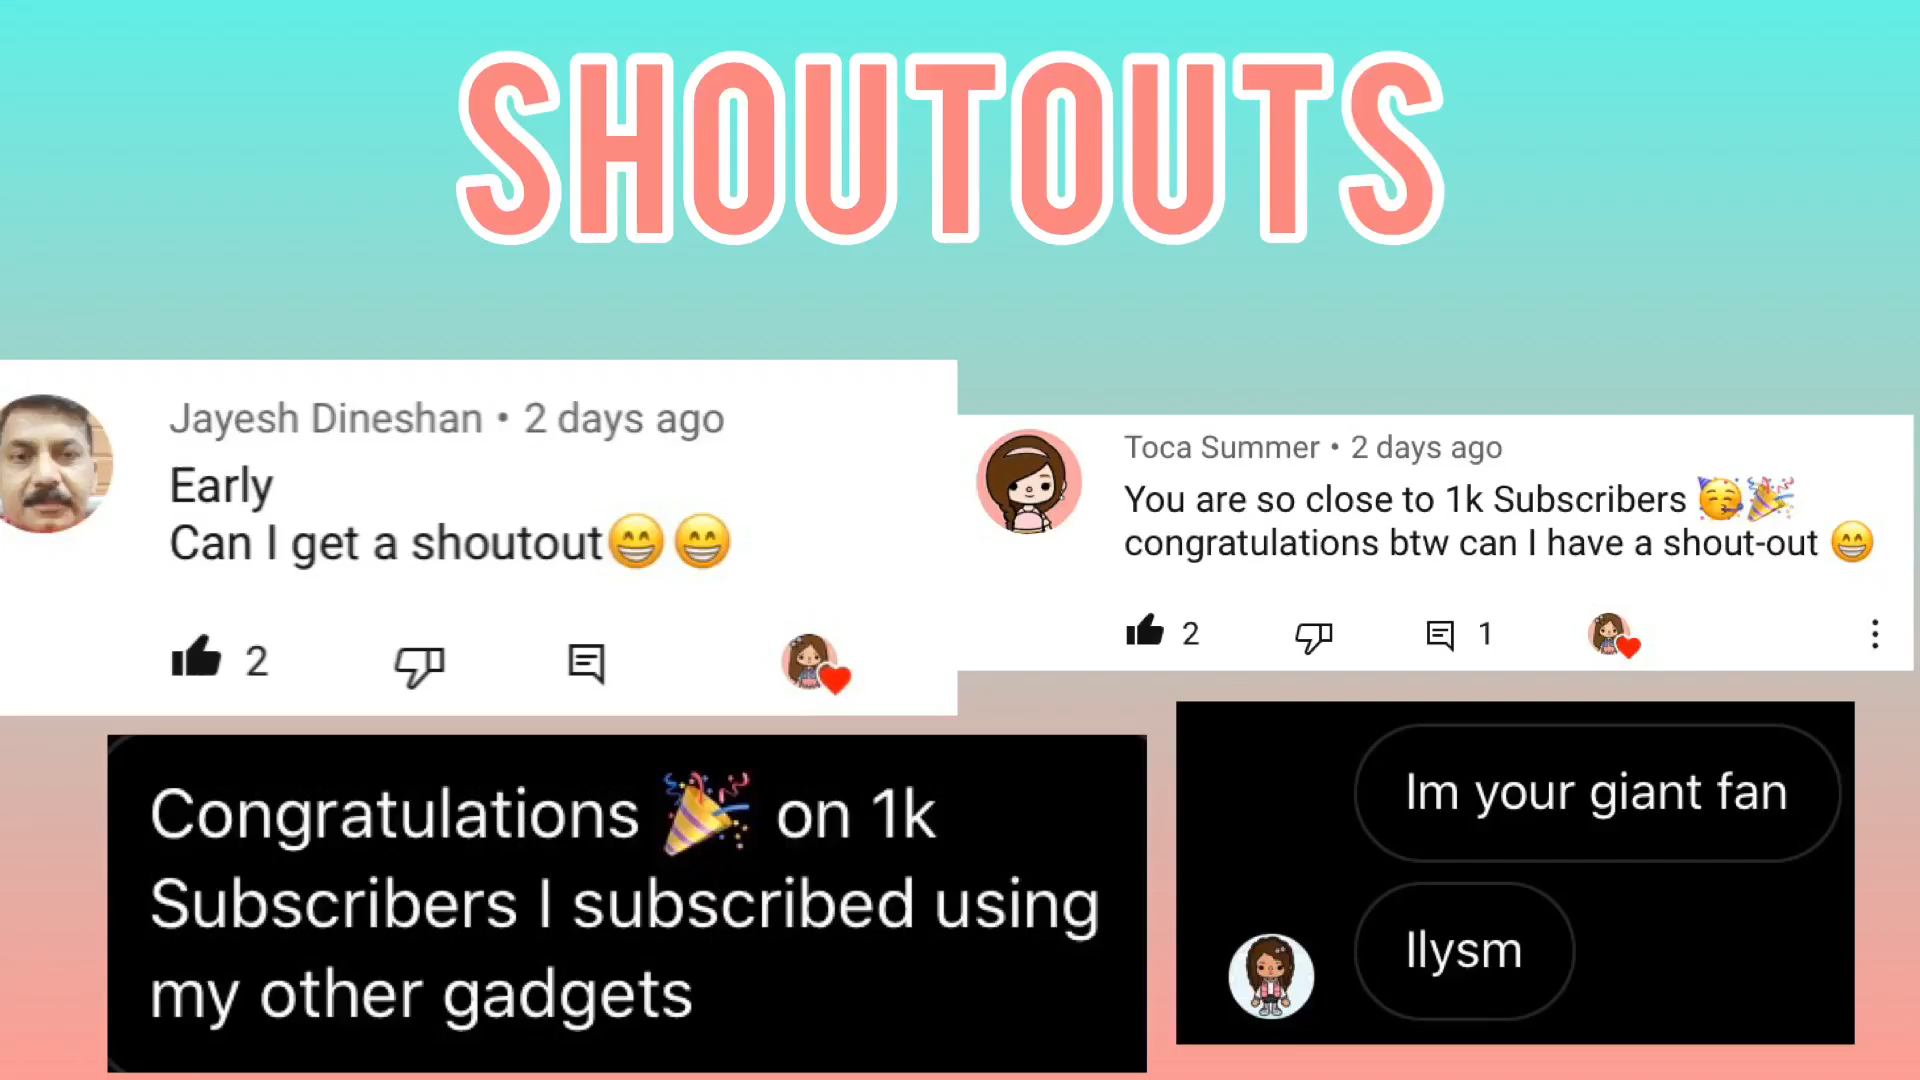 SHOUTOUTS
Jayesh Dineshan • 2 days ago
Early
Can I get a shoutout😁😁
2
Toca Summer • 2 days ago
You are so close to 1k Subscribers 🥳🎉
congratulations btw can I have a shout-out 😁
2 1
Congratulations 🎉 on 1k
Subscribers I subscribed using
my other gadgets
Im your giant fan
Ilysm